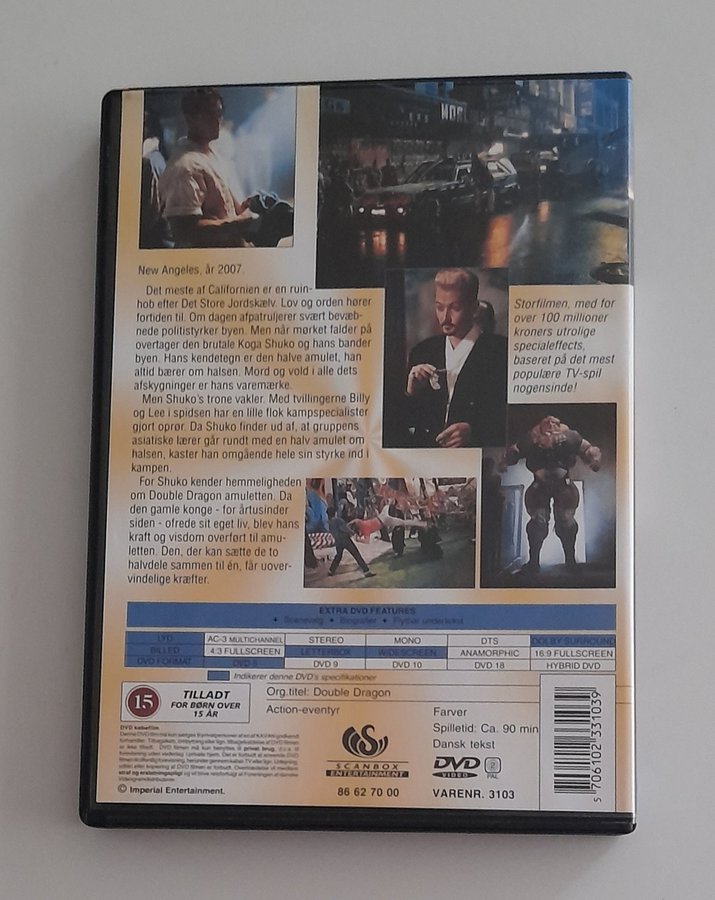 New Angeles, år 2007.
Det meste af Californien er en ruin-
hob efter Det Store Jordskælv. Lov og orden hører
fortiden til. Om dagen afpatruljerer svært bevæb-
nede politistyrker byen. Men når mørket falder på
overtager den brutale Koga Shuko og hans bander
byen. Hans kendetegn er den halve amulet, han
altid bærer om halsen. Mord og vold i alle dets
afskygninger er hans varemærke.
Men Shuko's trone vakler. Med tvillingerne Billy
og Lee i spidsen har en lille flok kampspecialister
gjort oprør. Da Shuko finder ud af, at gruppens
asiatiske lærer går rundt med en halv amulet om
halsen, kaster han omgående hele sin styrke ind i
kampen.
For Shuko kender hemmeligheden
om Double Dragon amuletten. Da
den gamle konge - for årtusinder
siden - ofrede sit eget liv, blev hans
kraft og visdom overført til amu-
letten. Den, der kan sætte de to
halvdele sammen til én, får uover-
vindelige kræfter.
Storfilmen, med for
over 100 millioner
kroners utrolige
specialeffects,
baseret på det mest
populære TV-spil
nogensinde!
EXTRA DVD FEATURES
• Scenevalg • Biografier • Flytbar undertekst
LYD AC-3 MULTICHANNEL STEREO MONO DTS DOLBY SURROUND
BILLED 4:3 FULLSCREEN LETTERBOX WIDESCREEN ANAMORPHIC 16:9 FULLSCREEN
DVD FORMAT DVD 5 DVD 9 DVD 10 DVD 18 HYBRID DVD
Indikerer denne DVD's specifikationer
15 TILLADT
FOR BØRN OVER
15 ÅR
Org.titel: Double Dragon
Action-eventyr
Farver
Spilletid: Ca. 90 min
Dansk tekst
DVD VIDEO 2 PAL
VARENR. 3103
SCANBOX
ENTERTAINMENT
86 62 70 00
DVD købefilm
© Imperial Entertainment.
5 706102 331039